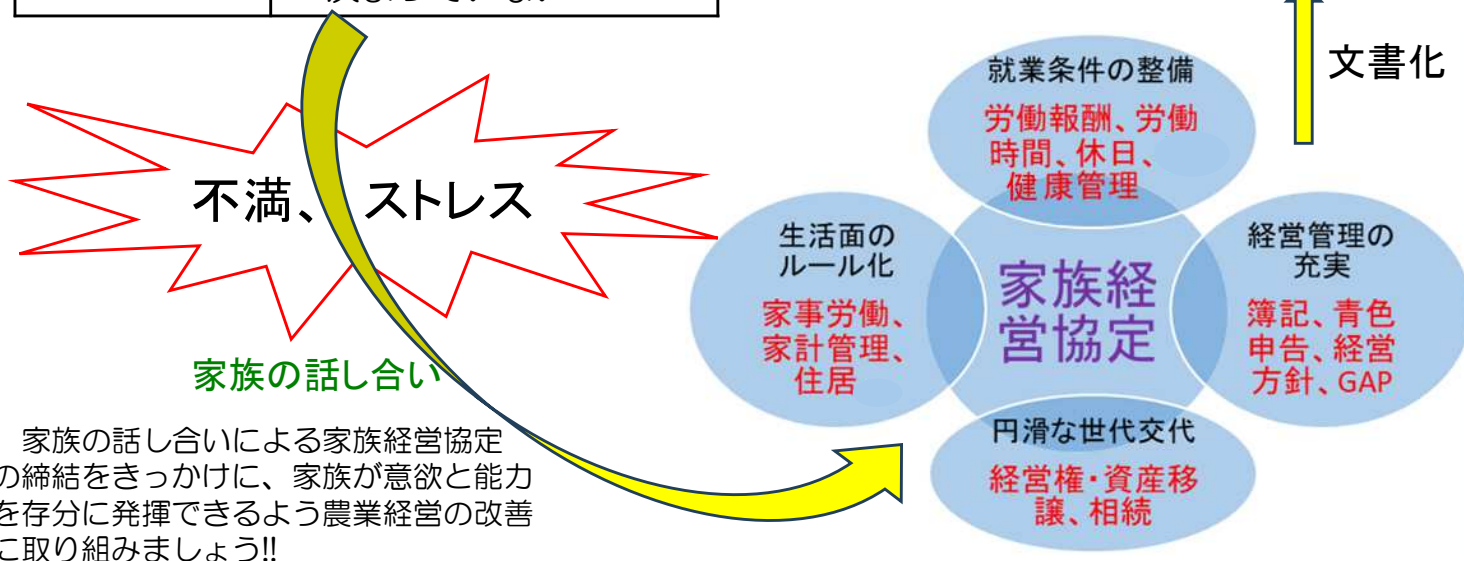 文書化
不満、 ストレス
家族の話し合い
家族の話し合いによる家族経営協定
の締結をきっかけに、家族が意欲と能力
を存分に発揮できるよう農業経営の改善
に取り組みましょう!!
就業条件の整備
労働報酬、労働
時間、休日、
健康管理
生活面の
ルール化
家事労働、
家計管理、
住居
家族経
営協定
経営管理の
充実
簿記、青色
申告、経営
方針、GAP
円滑な世代交代
経営権・資産移
譲、相続